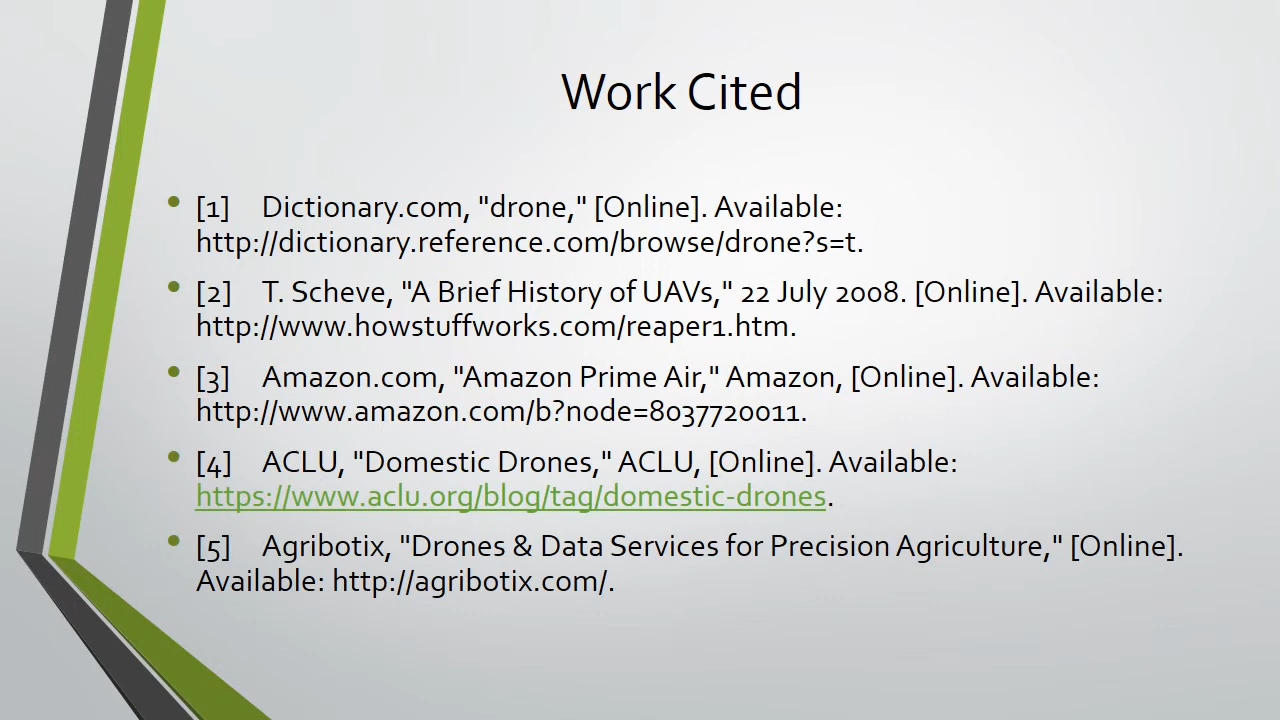 Work Cited
• [1] Dictionary.com, "drone," [Online]. Available:
http://dictionary.reference.com/browse/drone?s=t.
• [2] T. Scheve, "A Brief History of UAVs," 22 July 2008. [Online]. Available:
http://www.howstuffworks.com/reaper1.htm.
• [3] Amazon.com, "Amazon Prime Air," Amazon, [Online]. Available:
http://www.amazon.com/b?node=8037720011.
• [4] ACLU, "Domestic Drones," ACLU, [Online]. Available:
https://www.aclu.org/blog/tag/domestic-drones.
• [5] Agribotix, "Drones & Data Services for Precision Agriculture," [Online].
Available: http://agribotix.com/.